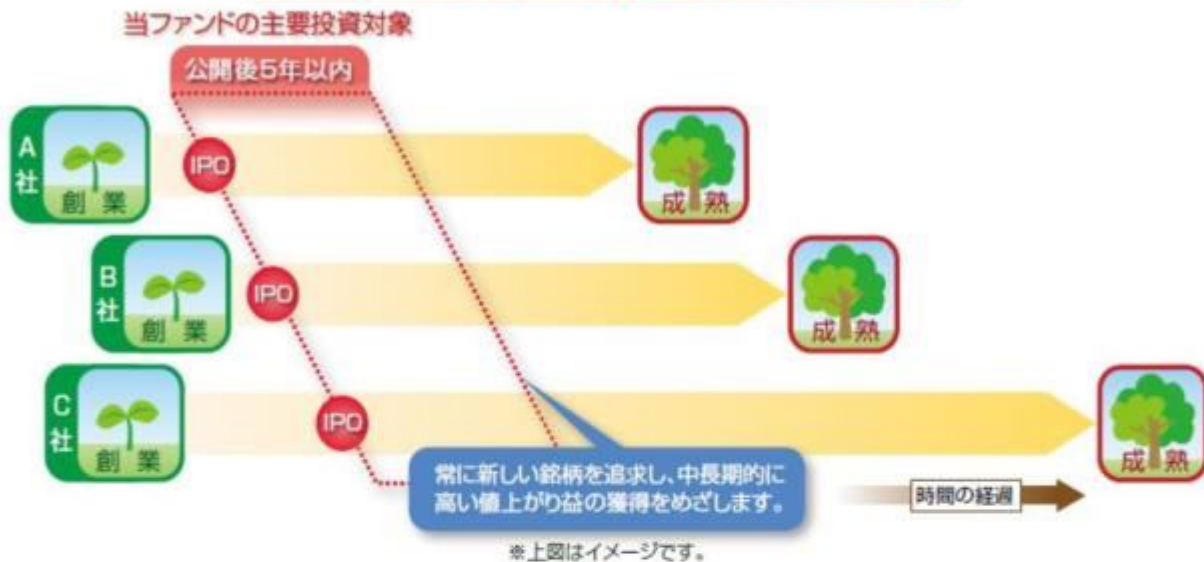 当ファンドの主要投資対象
公開後5年以内
A社
創業
IPO
成熟
B社
創業
IPO
成熟
C社
創業
IPO
成熟
常に新しい銘柄を追求し、中長期的に
高い値上がり益の獲得をめざします。
時間の経過
※上図はイメージです。